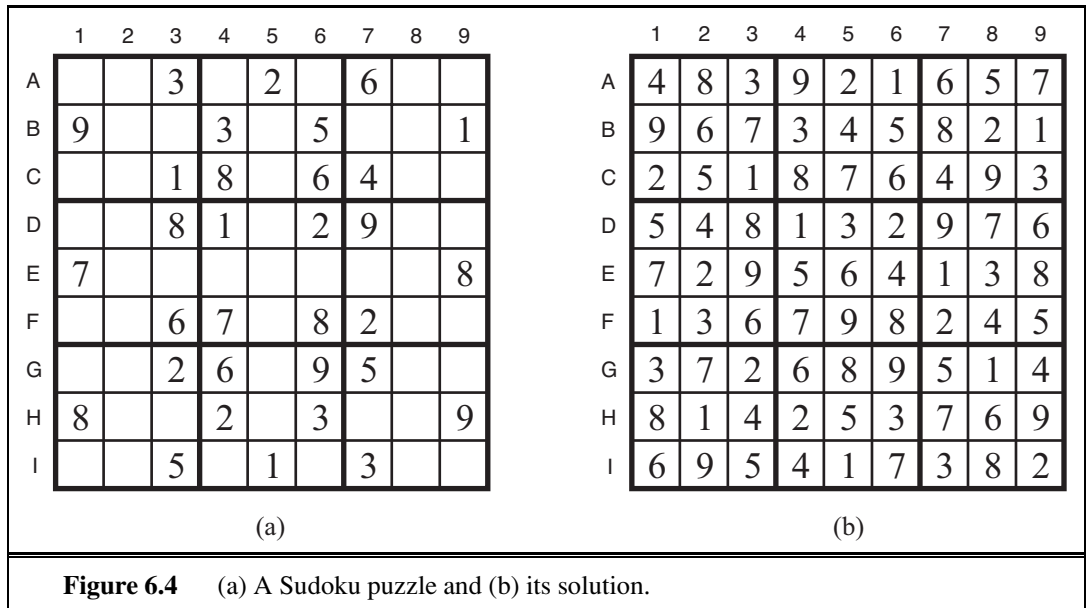 1 2 3 4 5 6 7 8 9
A 3 2 6
B 9 3 5 1
C 1 8 6 4
D 8 1 2 9
E 7 8
F 6 7 8 2
G 2 6 9 5
H 8 2 3 9
I 5 1 3
(a)
1 2 3 4 5 6 7 8 9
A 4 8 3 9 2 1 6 5 7
B 9 6 7 3 4 5 8 2 1
C 2 5 1 8 7 6 4 9 3
D 5 4 8 1 3 2 9 7 6
E 7 2 9 5 6 4 1 3 8
F 1 3 6 7 9 8 2 4 5
G 3 7 2 6 8 9 5 1 4
H 8 1 4 2 5 3 7 6 9
I 6 9 5 4 1 7 3 8 2
(b)
Figure 6.4 (a) A Sudoku puzzle and (b) its solution.